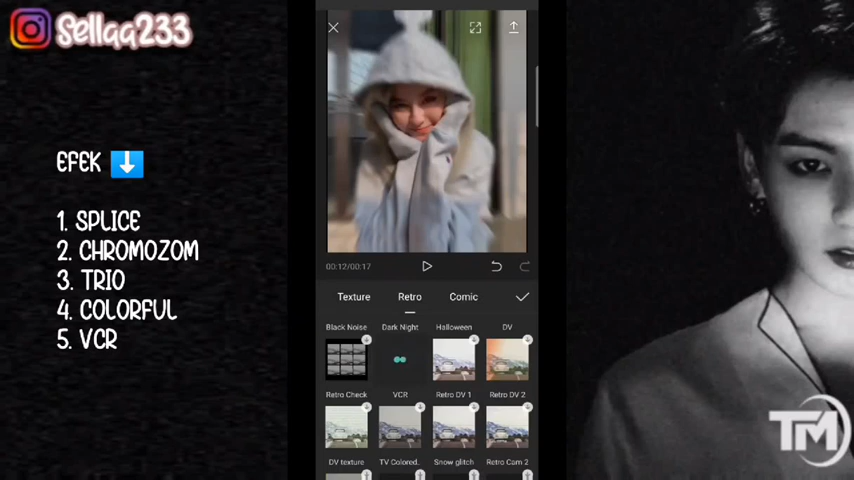 Sellaa233
EFEK ⬇️
1. SPLICE
2. CHROMOZOM
3. TRIO
4. COLORFUL
5. VCR
00:12/00:17
Texture Retro Comic
Black Noise Dark Night Halloween DV
Retro Check VCR Retro DV 1 Retro DV 2
DV texture TV Colored. Snow glitch Retro Cam 2
TM